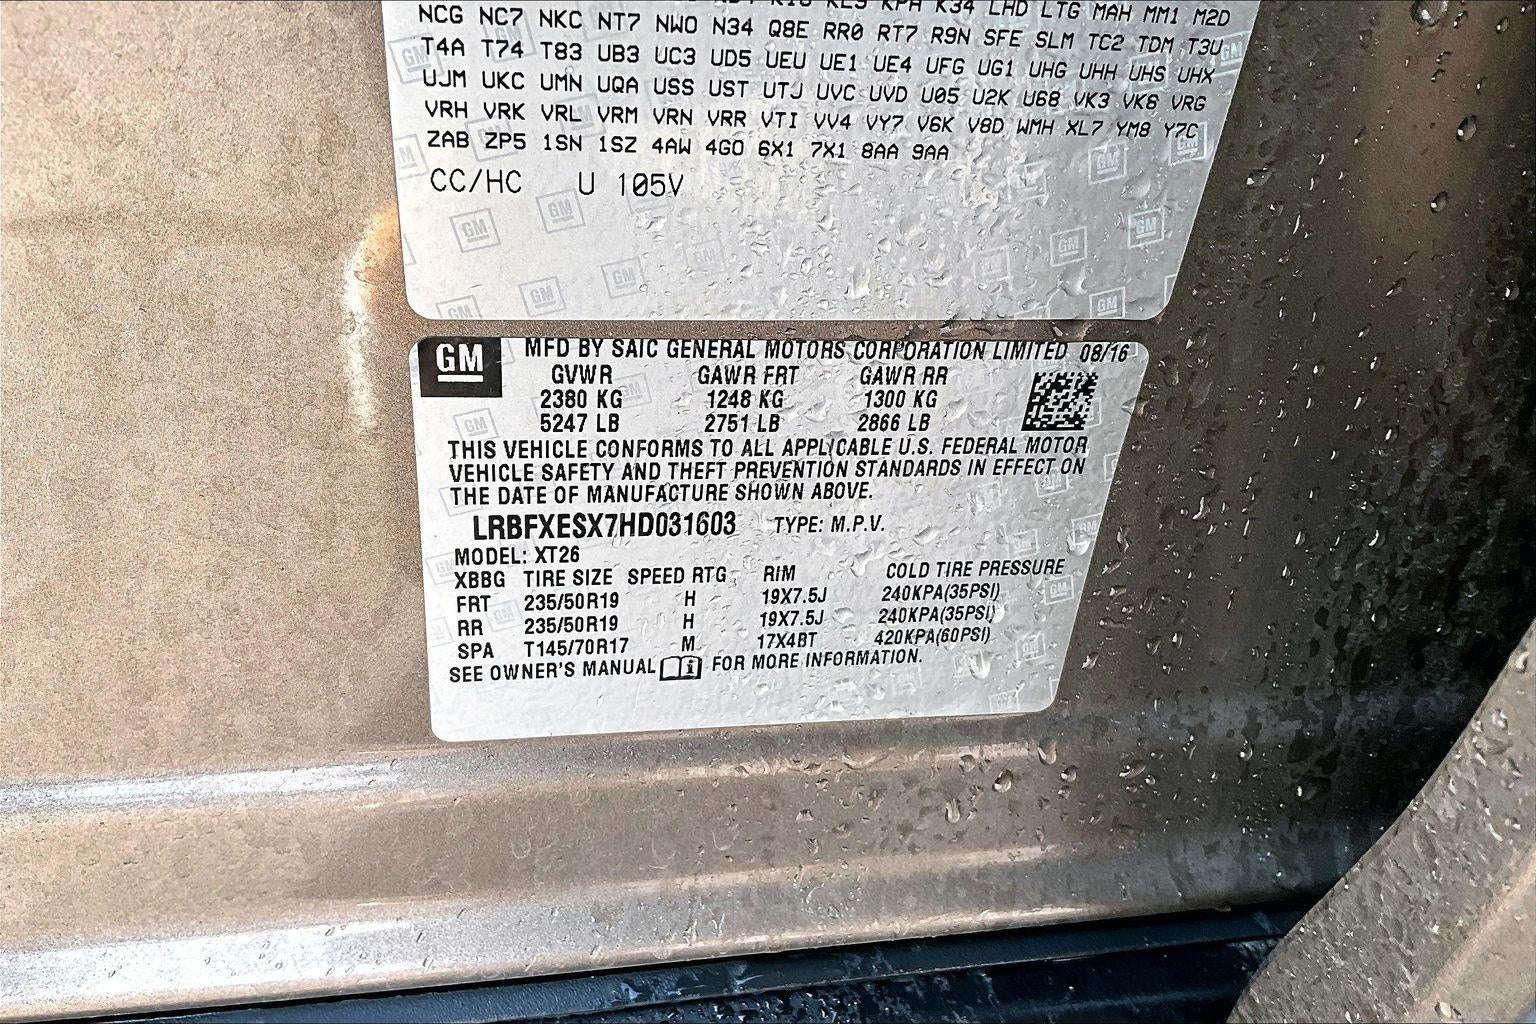 K34 LHD LTG MAH MM1 M2D
NCG NC7 NKC NT7 NWO N34 Q8E RR0 RT7 R9N SFE SLM TC2 TDM T3U
T4A T74 T83 UB3 UC3 UD5 UEU UE1 UE4 UFG UG1 UHG UHH UHS UHX
UJM UKC UMN UQA USS UST UTJ UVC UVD U05 U2K U68 VK3 VK6 VRG
VRH VRK VRL VRM VRN VRR VTI VV4 VY7 V6K V8D WMH XL7 YM8 Y7C
ZAB ZP5 1SN 1SZ 4AW 4GO 6X1 7X1 8AA 9AA
CC/HC U 105V
GM MFD BY SAIC GENERAL MOTORS CORPORATION LIMITED 08/16
GVWR GAWR FRT GAWR RR
2380 KG 1248 KG 1300 KG
5247 LB 2751 LB 2866 LB
THIS VEHICLE CONFORMS TO ALL APPLICABLE U.S. FEDERAL MOTOR
VEHICLE SAFETY AND THEFT PREVENTION STANDARDS IN EFFECT ON
THE DATE OF MANUFACTURE SHOWN ABOVE.
LRBFXESX7HD031603 TYPE: M.P.V.
MODEL: XT26
XBBG TIRE SIZE SPEED RTG RIM COLD TIRE PRESSURE
FRT 235/50R19 H 19X7.5J 240KPA(35PSI)
RR 235/50R19 H 19X7.5J 240KPA(35PSI)
SPA T145/70R17 M 17X4BT 420KPA(60PSI)
SEE OWNER'S MANUAL FOR MORE INFORMATION.